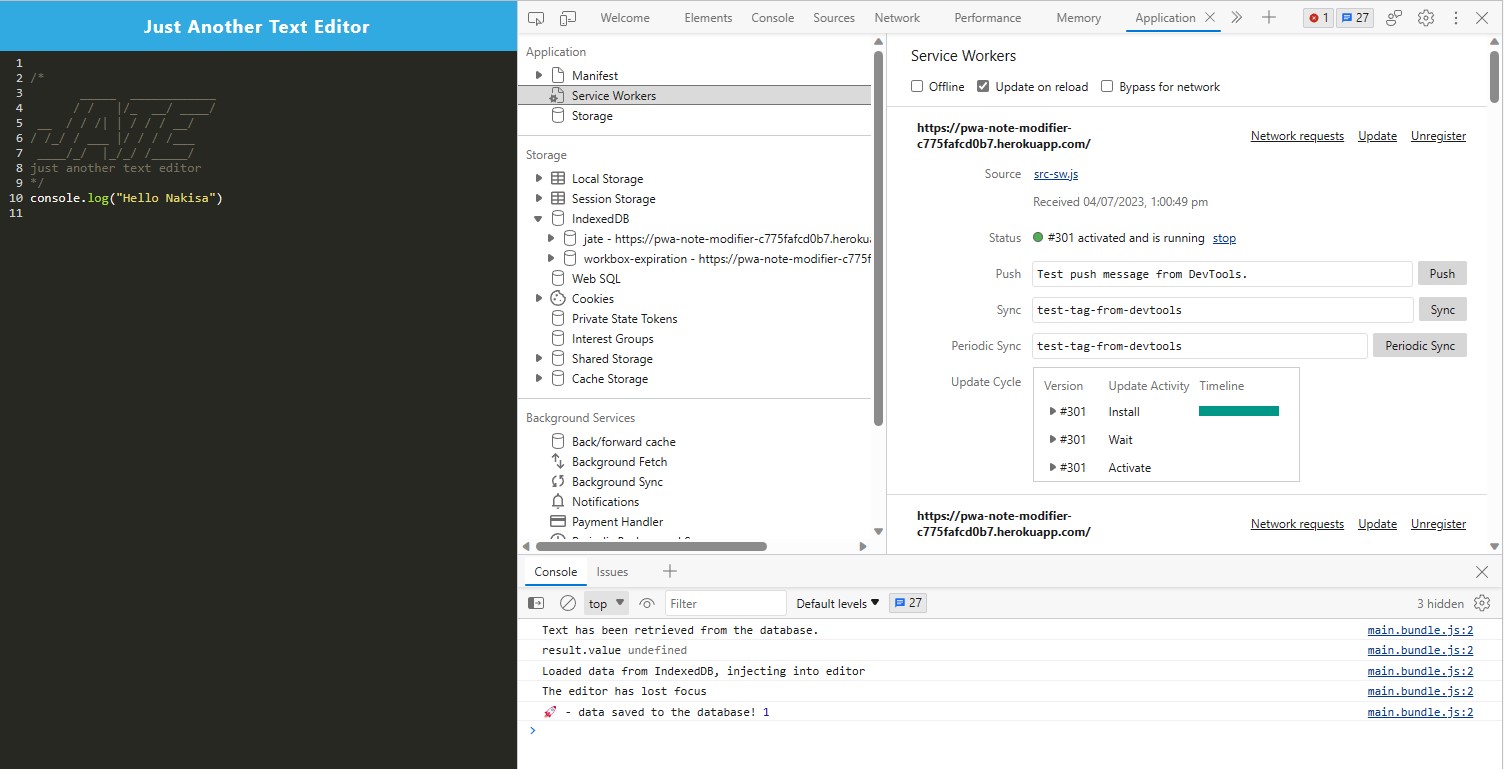 Just Another Text Editor
1
2 /*
3
4
5
6
7
8 just another text editor
9 */
10 console.log("Hello Nakisa")
11
Welcome Elements Console Sources Network Performance Memory Application 1 27
Application
Manifest
Service Workers
Storage
Storage
Local Storage
Session Storage
IndexedDB
jate - https://pwa-note-modifier-c775fafcd0b7.heroku
workbox-expiration - https://pwa-note-modifier-c775f
Web SQL
Cookies
Private State Tokens
Interest Groups
Shared Storage
Cache Storage
Background Services
Back/forward cache
Background Fetch
Background Sync
Notifications
Payment Handler
Service Workers
Offline Update on reload Bypass for network
https://pwa-note-modifier-
c775fafcd0b7.herokuapp.com/
Network requests Update Unregister
Source src-sw.js
Received 04/07/2023, 1:00:49 pm
Status #301 activated and is running stop
Push Test push message from DevTools. Push
Sync test-tag-from-devtools Sync
Periodic Sync test-tag-from-devtools Periodic Sync
Update Cycle
Version Update Activity Timeline
#301 Install
#301 Wait
#301 Activate
https://pwa-note-modifier-
c775fafcd0b7.herokuapp.com/
Network requests Update Unregister
Console Issues
top Filter Default levels 27 3 hidden
Text has been retrieved from the database. main.bundle.js:2
result.value undefined main.bundle.js:2
Loaded data from IndexedDB, injecting into editor main.bundle.js:2
The editor has lost focus main.bundle.js:2
🚀 - data saved to the database! 1 main.bundle.js:2